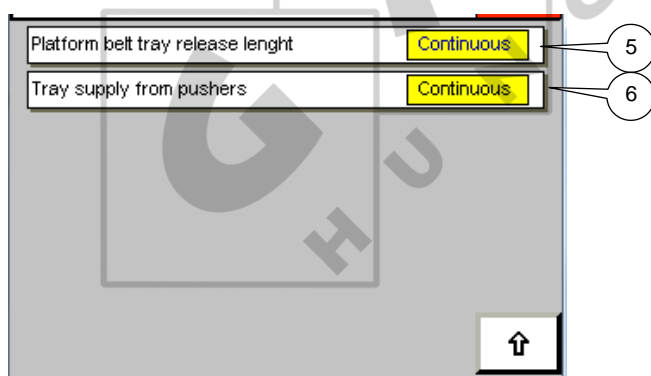 Platform belt tray release lenght Continuous 5
Tray supply from pushers Continuous 6
G
H U